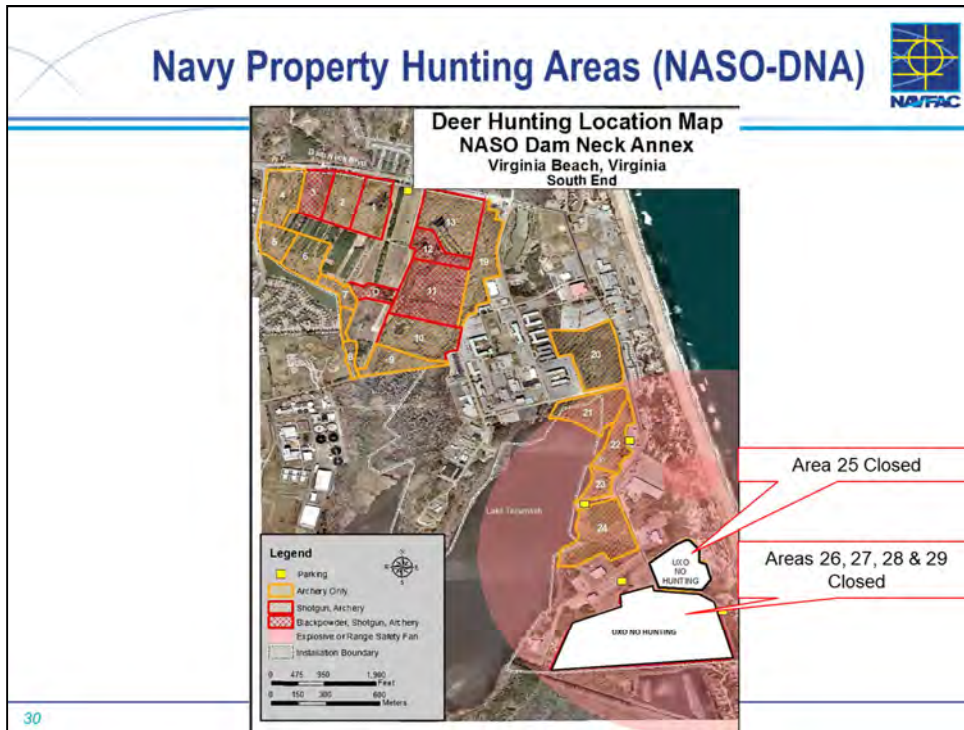 Navy Property Hunting Areas (NASO-DNA)
NAVFAC
Deer Hunting Location Map
NASO Dam Neck Annex
Virginia Beach, Virginia
South End
Dam Neck Blvd
4
3
2
1
13
12
19
5
6
7
11
10
8
9
20
21
22
23
24
Area 25 Closed
Areas 26, 27, 28 & 29
Closed
UXO
NO
HUNTING
UXO NO HUNTING
Legend
Parking
Archery Only
Shotgun, Archery
Blackpowder, Shotgun, Archery
Explosive or Range Safety Fan
Installation Boundary
0 475 950 1,900
Feet
0 150 300 600
Meters
30